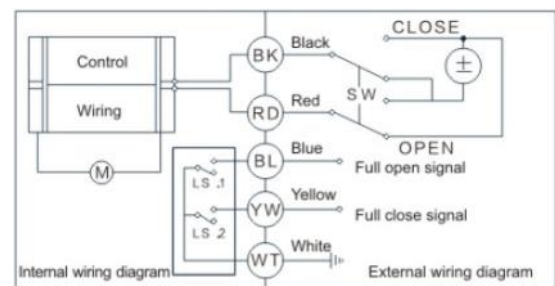 CLOSE
Black
BK
Control
±
SW
Wiring
Red
RD
OPEN
M
Blue
BL
Full open signal
LS .1
Yellow
YW
Full close signal
LS .2
White
WT
Internal wiring diagram
External wiring diagram